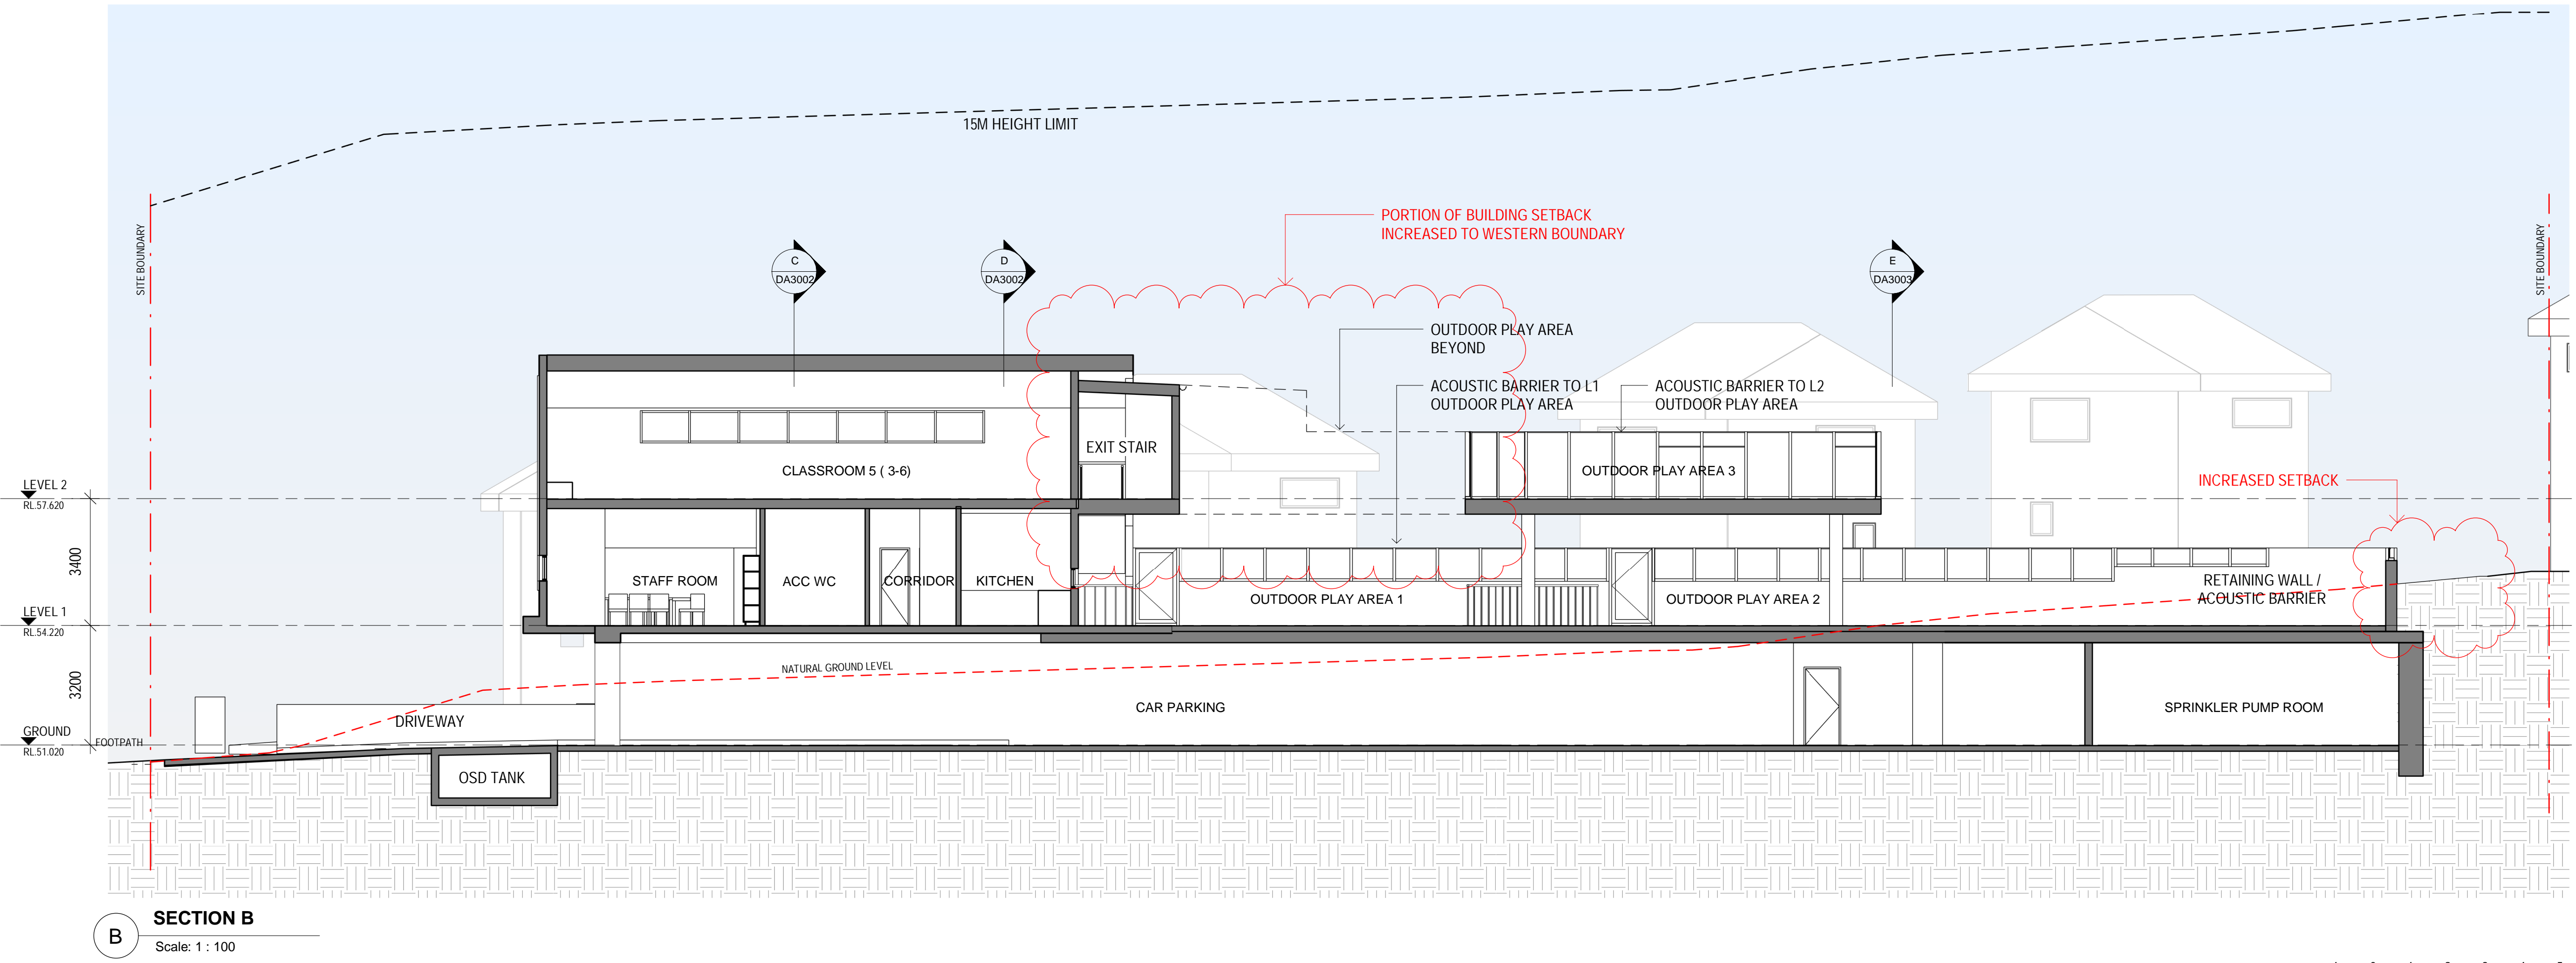 15M HEIGHT LIMIT
PORTION OF BUILDING SETBACK
INCREASED TO WESTERN BOUNDARY
SITE BOUNDARY
SITE BOUNDARY
C
DA3002
D
DA3002
E
DA3003
OUTDOOR PLAY AREA
BEYOND
ACOUSTIC BARRIER TO L1
OUTDOOR PLAY AREA
ACOUSTIC BARRIER TO L2
OUTDOOR PLAY AREA
EXIT STAIR
CLASSROOM 5 ( 3-6)
OUTDOOR PLAY AREA 3
INCREASED SETBACK
LEVEL 2
RL.57.620
3400
STAFF ROOM
ACC WC
CORRIDOR
KITCHEN
OUTDOOR PLAY AREA 1
OUTDOOR PLAY AREA 2
RETAINING WALL /
ACOUSTIC BARRIER
LEVEL 1
RL.54.220
3200
NATURAL GROUND LEVEL
DRIVEWAY
CAR PARKING
SPRINKLER PUMP ROOM
GROUND
RL.51.020
FOOTPATH
OSD TANK
B
SECTION B
Scale: 1 : 100